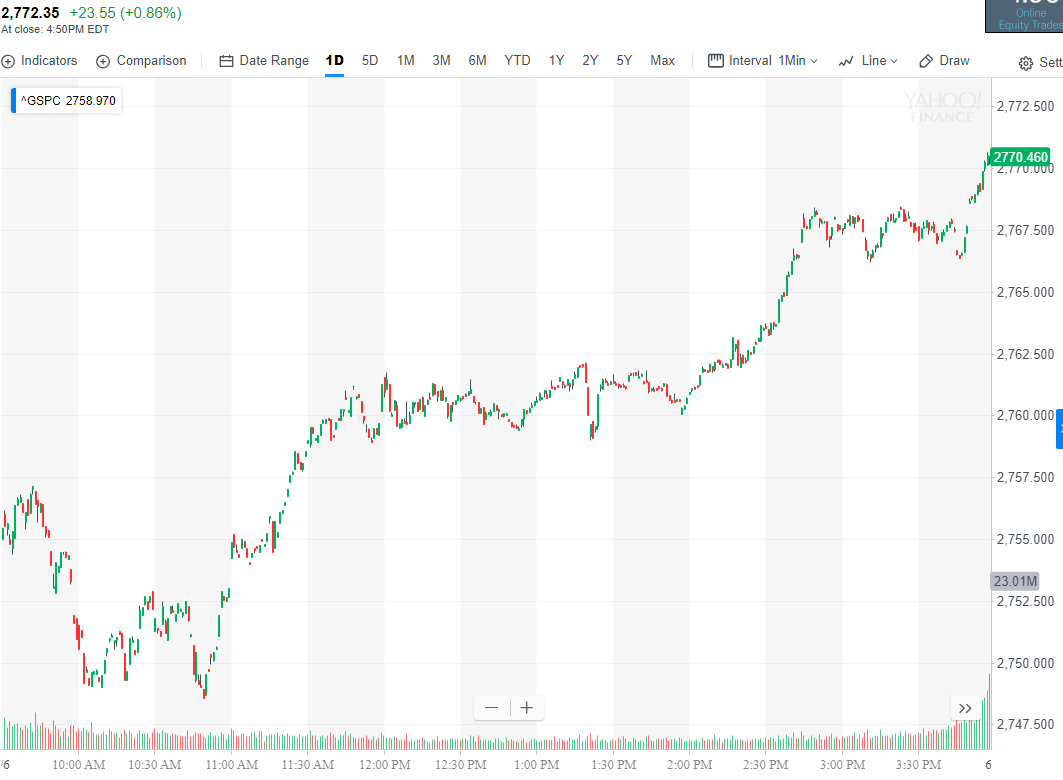 2,772.35 +23.55 (+0.86%)
At close: 4:50PM EDT
Online
Equity Trades
Indicators Comparison Date Range 1D 5D 1M 3M 6M YTD 1Y 2Y 5Y Max Interval 1Min Line Draw Sett
^GSPC 2758.970
YAHOO!
FINANCE
2,772.500
2770.460
2,770.000
2,767.500
2,765.000
2,762.500
2,760.000
2,757.500
2,755.000
23.01M
2,752.500
2,750.000
2,747.500
/6 10:00 AM 10:30 AM 11:00 AM 11:30 AM 12:00 PM 12:30 PM 1:00 PM 1:30 PM 2:00 PM 2:30 PM 3:00 PM 3:30 PM 6